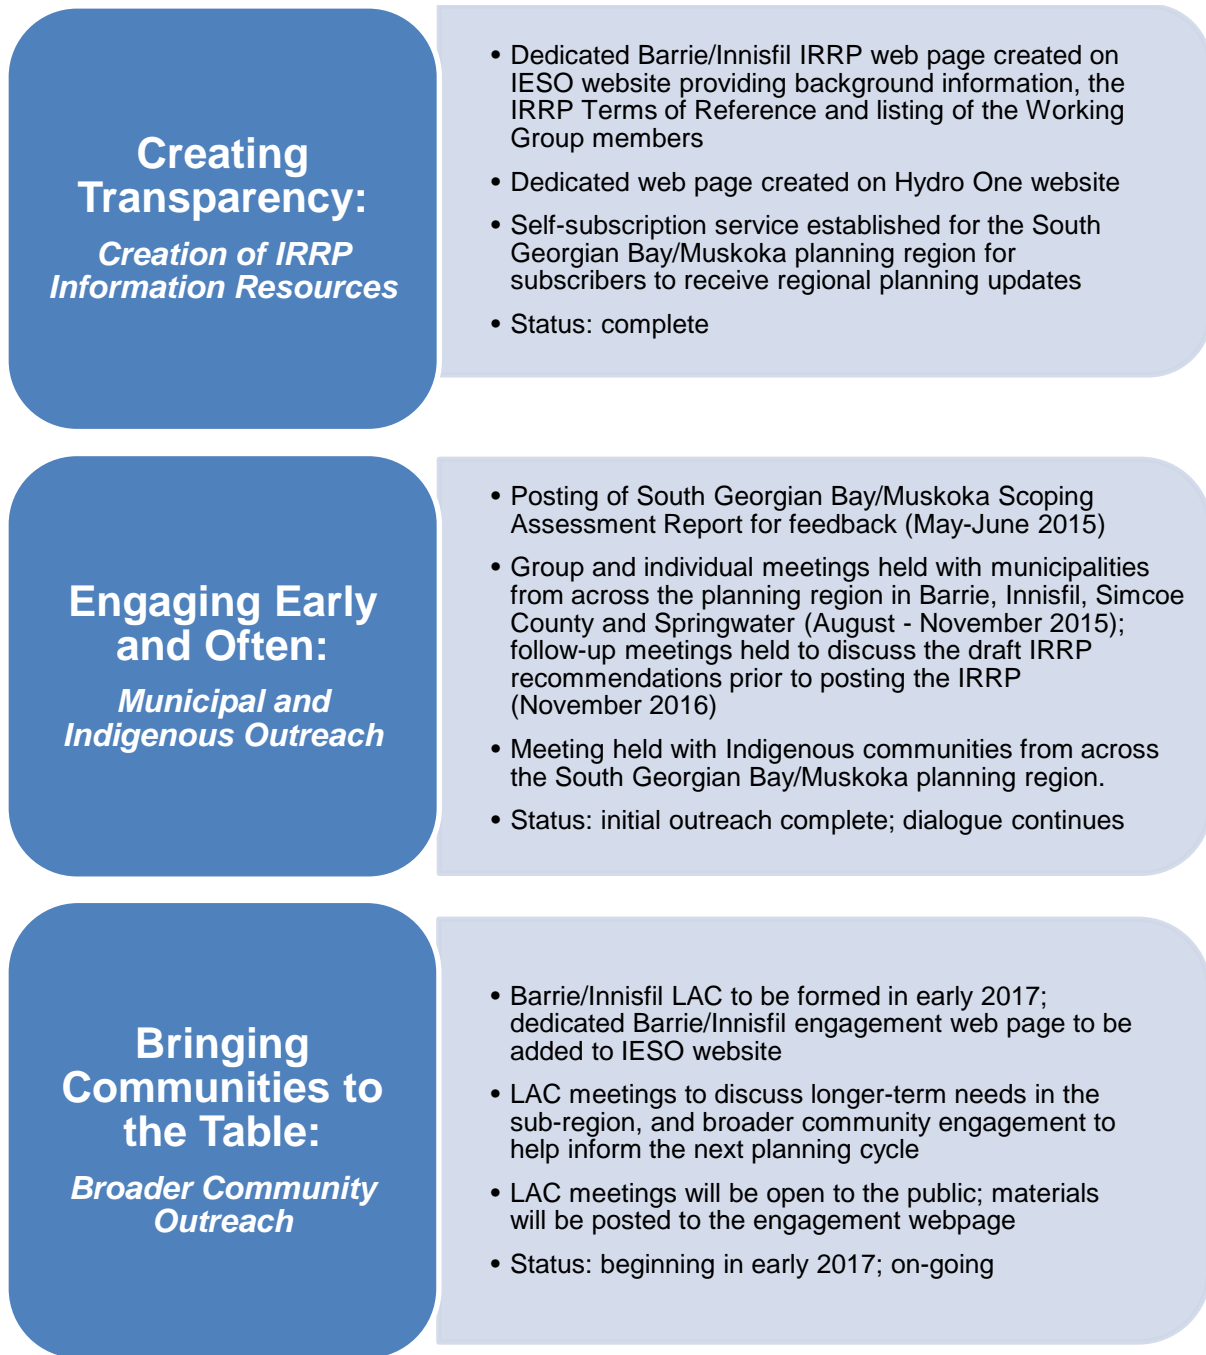 Creating
Transparency:
Creation of IRRP
Information Resources
• Dedicated Barrie/Innisfil IRRP web page created on
IESO website providing background information, the
IRRP Terms of Reference and listing of the Working
Group members
• Dedicated web page created on Hydro One website
• Self-subscription service established for the South
Georgian Bay/Muskoka planning region for
subscribers to receive regional planning updates
• Status: complete
Engaging Early
and Often:
Municipal and
Indigenous Outreach
• Posting of South Georgian Bay/Muskoka Scoping
Assessment Report for feedback (May-June 2015)
• Group and individual meetings held with municipalities
from across the planning region in Barrie, Innisfil, Simcoe
County and Springwater (August - November 2015);
follow-up meetings held to discuss the draft IRRP
recommendations prior to posting the IRRP
(November 2016)
• Meeting held with Indigenous communities from across
the South Georgian Bay/Muskoka planning region.
• Status: initial outreach complete; dialogue continues
Bringing
Communities to
the Table:
Broader Community
Outreach
• Barrie/Innisfil LAC to be formed in early 2017;
dedicated Barrie/Innisfil engagement web page to be
added to IESO website
• LAC meetings to discuss longer-term needs in the
sub-region, and broader community engagement to
help inform the next planning cycle
• LAC meetings will be open to the public; materials
will be posted to the engagement webpage
• Status: beginning in early 2017; on-going